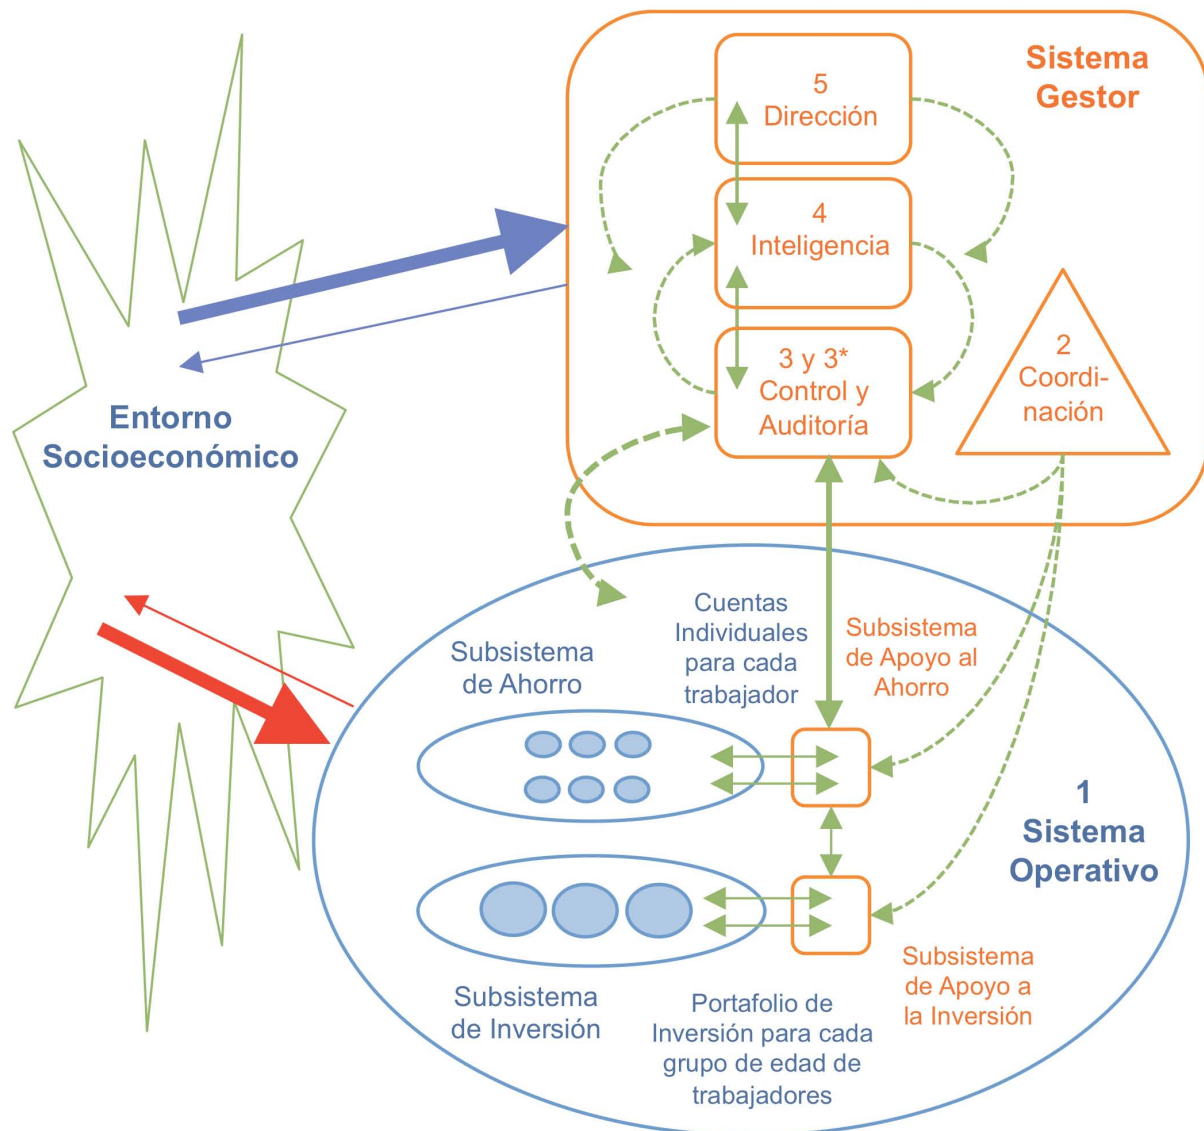 Sistema
Gestor
5
Dirección
4
Inteligencia
3 y 3*
Control y
Auditoría
2
Coordi-
nación
Entorno
Socioeconómico
Cuentas
Individuales
para cada
trabajador
Subsistema
de Apoyo al
Ahorro
Subsistema
de Ahorro
1
Sistema
Operativo
Subsistema
de Inversión
Portafolio de
Inversión para cada
grupo de edad de
trabajadores
Subsistema
de Apoyo a
la Inversión